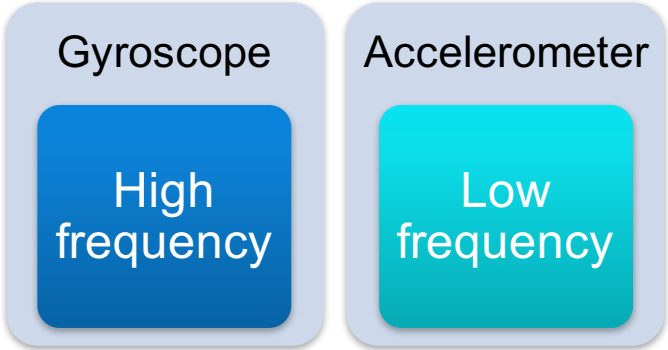 Gyroscope
High
frequency
Accelerometer
Low
frequency